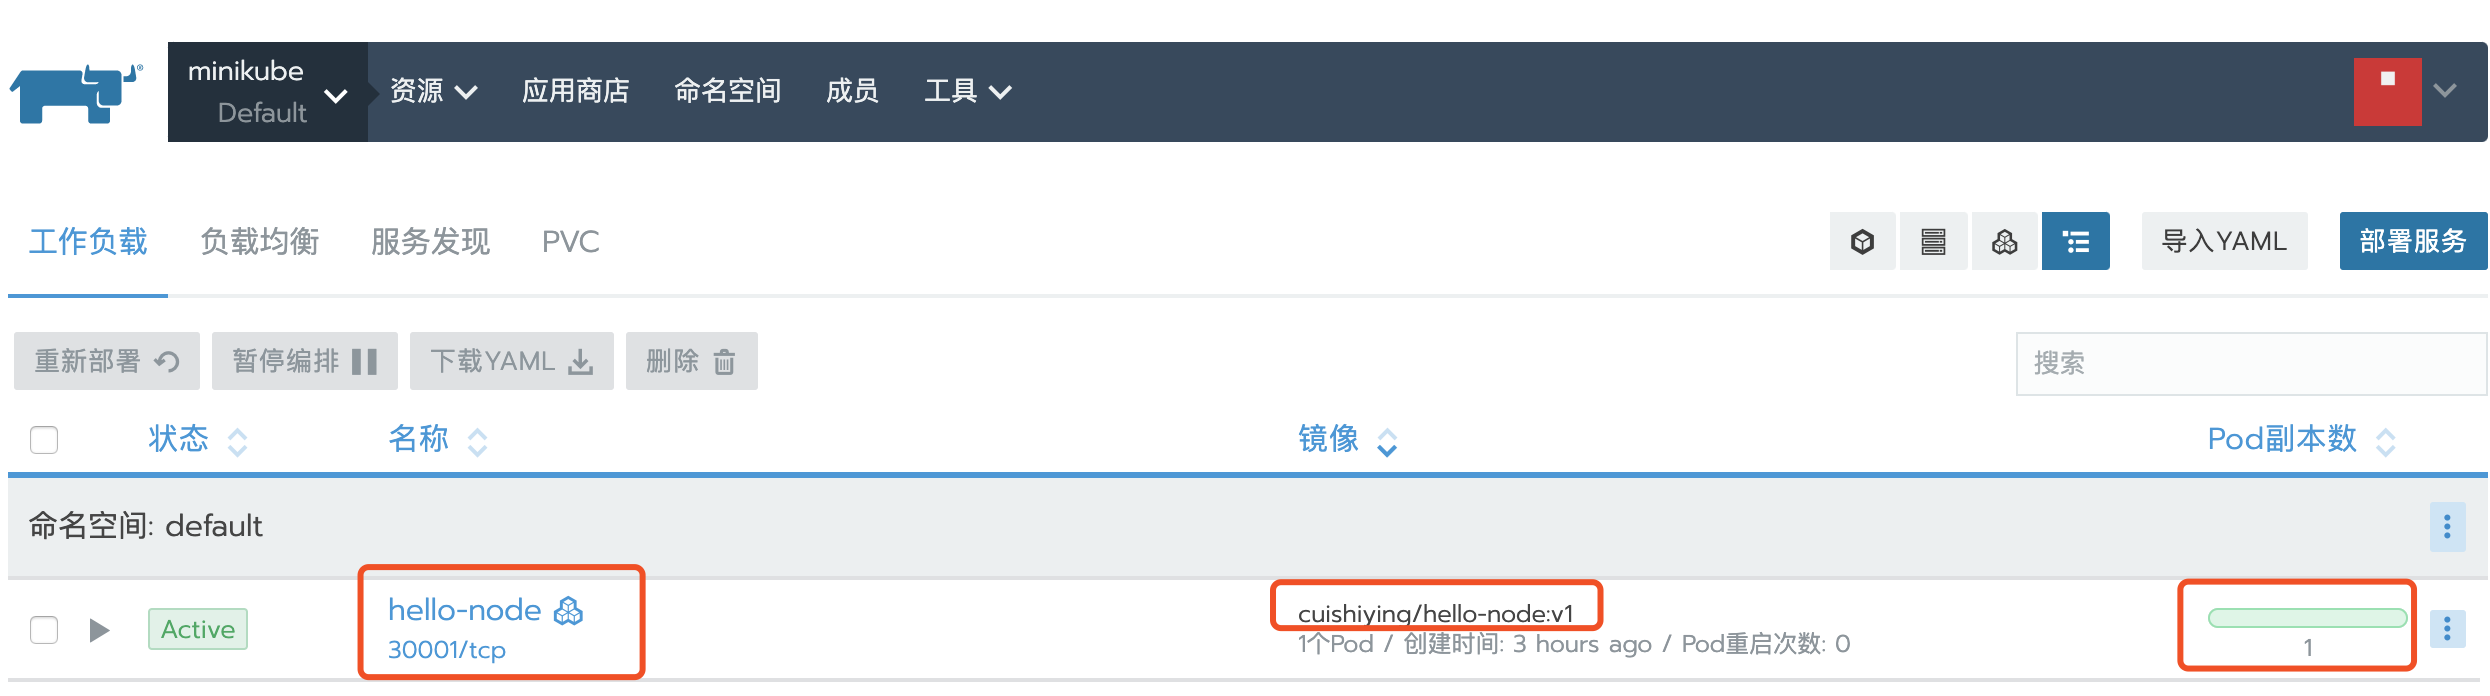 minikube
Default
资源
应用商店
命名空间
成员
工具
工作负载
负载均衡
服务发现
PVC
导入YAML
部署服务
重新部署
暂停编排
下载YAML
删除
搜索
状态
名称
镜像
Pod副本数
命名空间: default
Active
hello-node
30001/tcp
cuishiying/hello-node:v1
1个Pod / 创建时间: 3 hours ago / Pod重启次数: 0
1